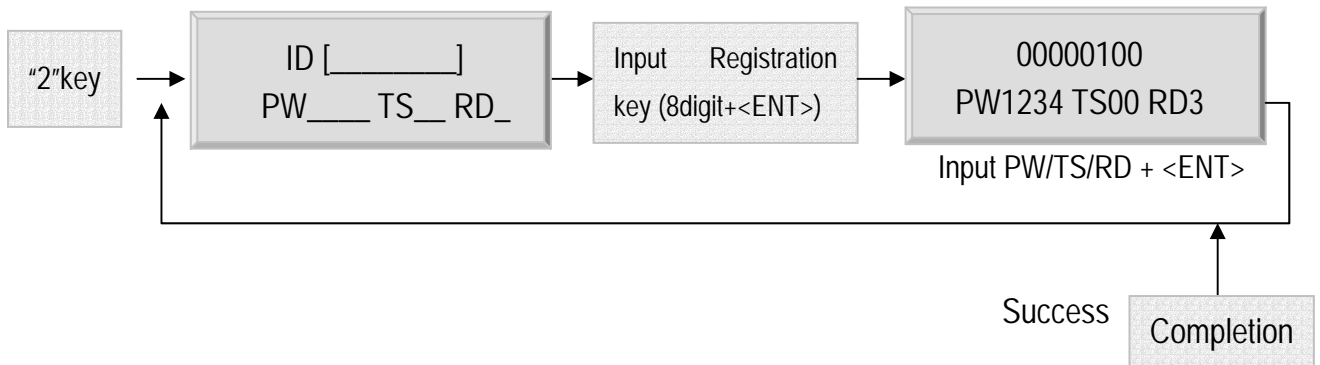 "2"key
ID [________]
PW____ TS__ RD_
Input Registration
key (8digit+<ENT>)
00000100
PW1234 TS00 RD3
Input PW/TS/RD + <ENT>
Success
Completion